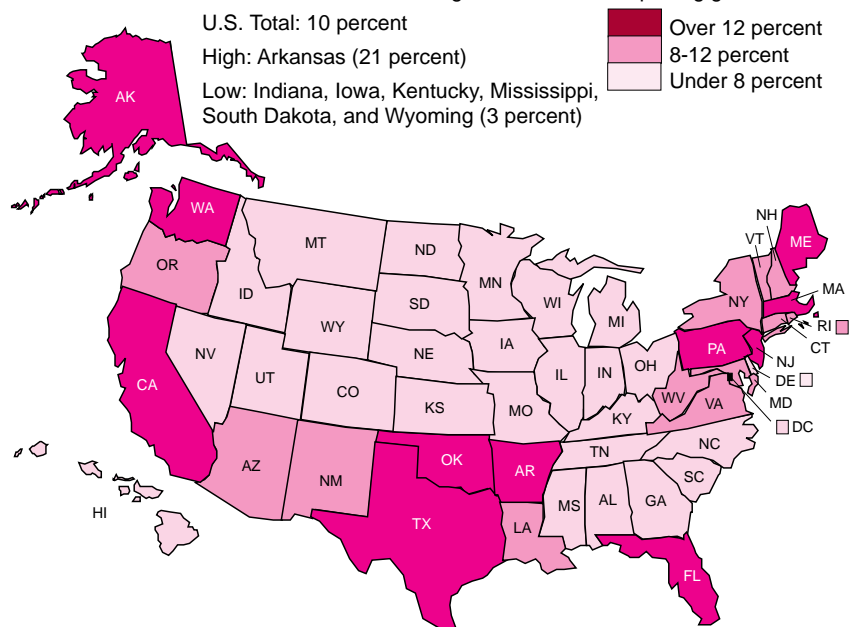 U.S. Total: 10 percent
High: Arkansas (21 percent)
Low: Indiana, Iowa, Kentucky, Mississippi,
South Dakota, and Wyoming (3 percent)
Over 12 percent
8-12 percent
Under 8 percent
AK
WA
MT
ND
MN
OR
ID
SD
WI
MI
NY
VT
NH
ME
MA
RI
CT
WY
IA
NE
PA
NJ
NV
UT
CO
IL
IN
OH
DE
MD
CA
KS
MO
KY
WV
VA
DC
AZ
NM
OK
AR
TN
NC
SC
HI
TX
LA
MS
AL
GA
FL